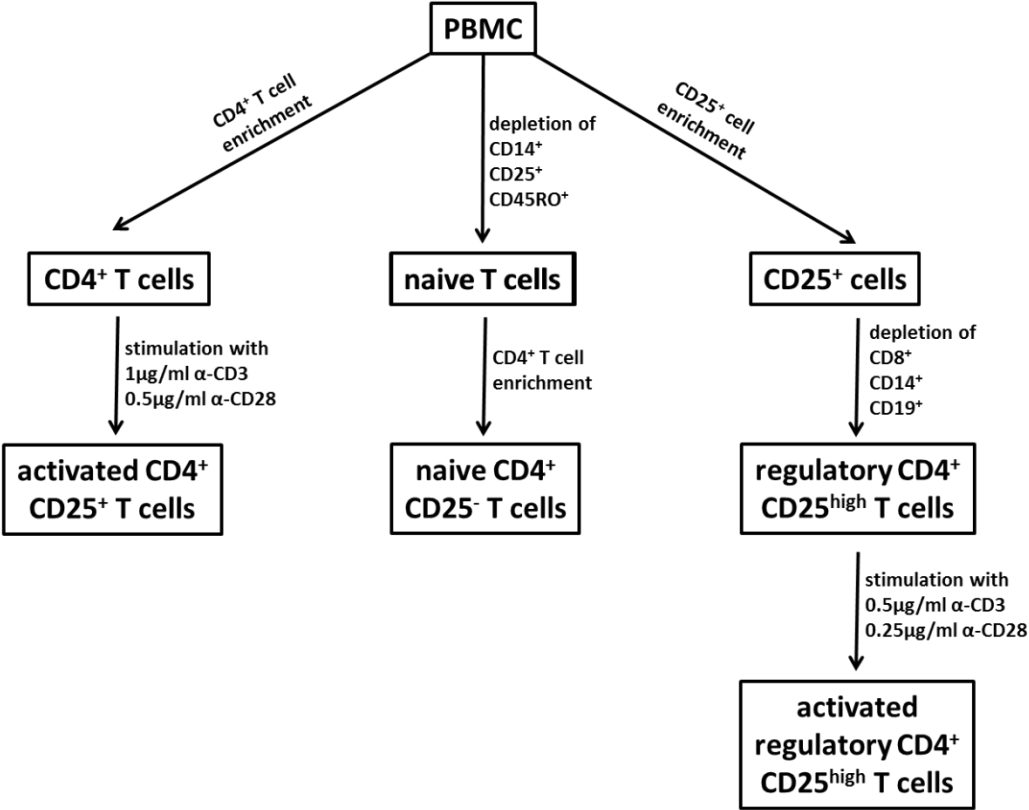 PBMC
CD4⁺ T cell
enrichment
depletion of
CD14⁺
CD25⁺
CD45RO⁺
CD25⁺ cell
enrichment
CD4⁺ T cells
naive T cells
CD25⁺ cells
stimulation with
1µg/ml α-CD3
0.5µg/ml α-CD28
CD4⁺ T cell
enrichment
depletion of
CD8⁺
CD14⁺
CD19⁺
activated CD4⁺
CD25⁺ T cells
naive CD4⁺
CD25⁻ T cells
regulatory CD4⁺
CD25ʰⁱᵍʰ T cells
stimulation with
0.5µg/ml α-CD3
0.25µg/ml α-CD28
activated
regulatory CD4⁺
CD25ʰⁱᵍʰ T cells